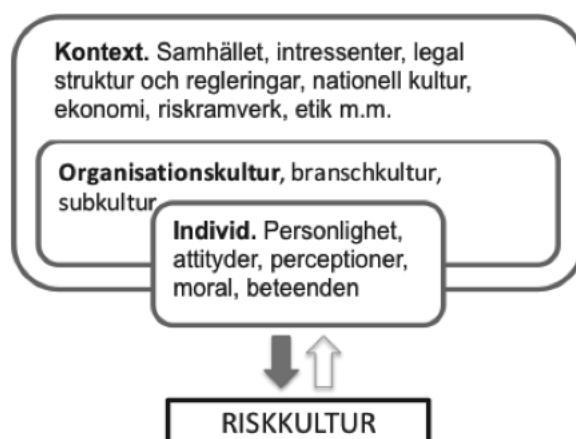 Kontext. Samhället, intressenter, legal
struktur och regleringar, nationell kultur,
ekonomi, riskramverk, etik m.m.
Organisationskultur, branschkultur,
subkultur
Individ. Personlighet,
attityder, perceptioner,
moral, beteenden
RISKKULTUR